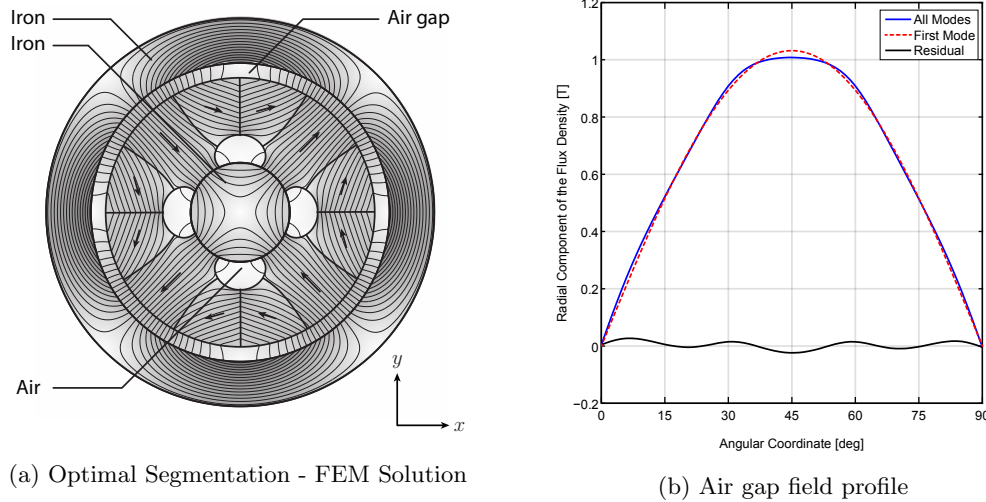 Iron
Iron
Air gap
Air
y
x
(a) Optimal Segmentation - FEM Solution
Radial Component of the Flux Density [T]
1.2
1
0.8
0.6
0.4
0.2
0
-0.2
0
15
30
45
60
75
90
Angular Coordinate [deg]
All Modes
First Mode
Residual
(b) Air gap field profile